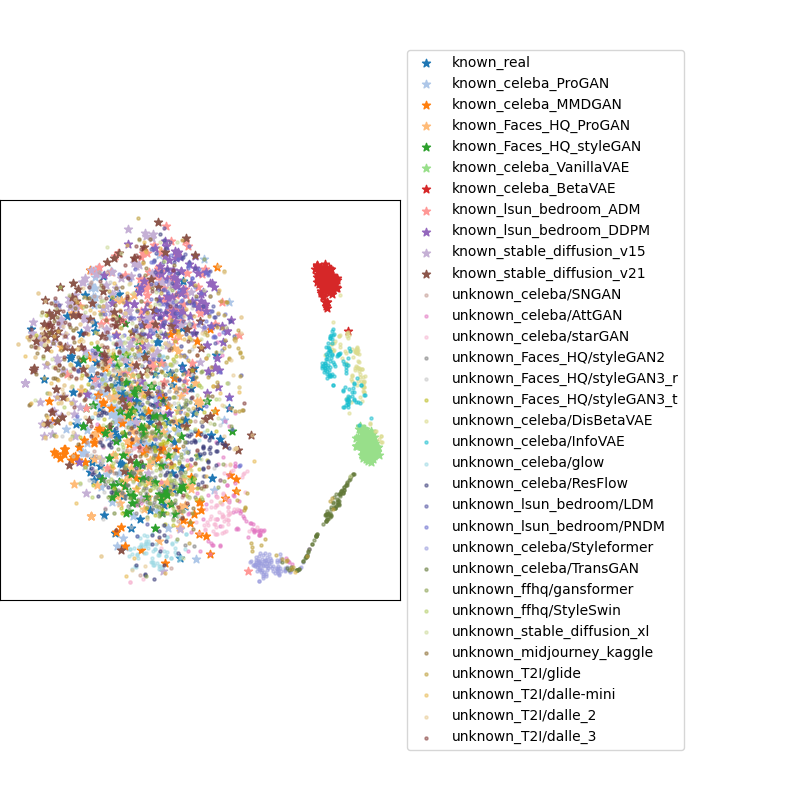 known_real
known_celeba_ProGAN
known_celeba_MMDGAN
known_Faces_HQ_ProGAN
known_Faces_HQ_styleGAN
known_celeba_VanillaVAE
known_celeba_BetaVAE
known_lsun_bedroom_ADM
known_lsun_bedroom_DDPM
known_stable_diffusion_v15
known_stable_diffusion_v21
unknown_celeba/SNGAN
unknown_celeba/AttGAN
unknown_celeba/starGAN
unknown_Faces_HQ/styleGAN2
unknown_Faces_HQ/styleGAN3_r
unknown_Faces_HQ/styleGAN3_t
unknown_celeba/DisBetaVAE
unknown_celeba/InfoVAE
unknown_celeba/glow
unknown_celeba/ResFlow
unknown_lsun_bedroom/LDM
unknown_lsun_bedroom/PNDM
unknown_celeba/Styleformer
unknown_celeba/TransGAN
unknown_ffhq/gansformer
unknown_ffhq/StyleSwin
unknown_stable_diffusion_xl
unknown_midjourney_kaggle
unknown_T2I/glide
unknown_T2I/dalle-mini
unknown_T2I/dalle_2
unknown_T2I/dalle_3